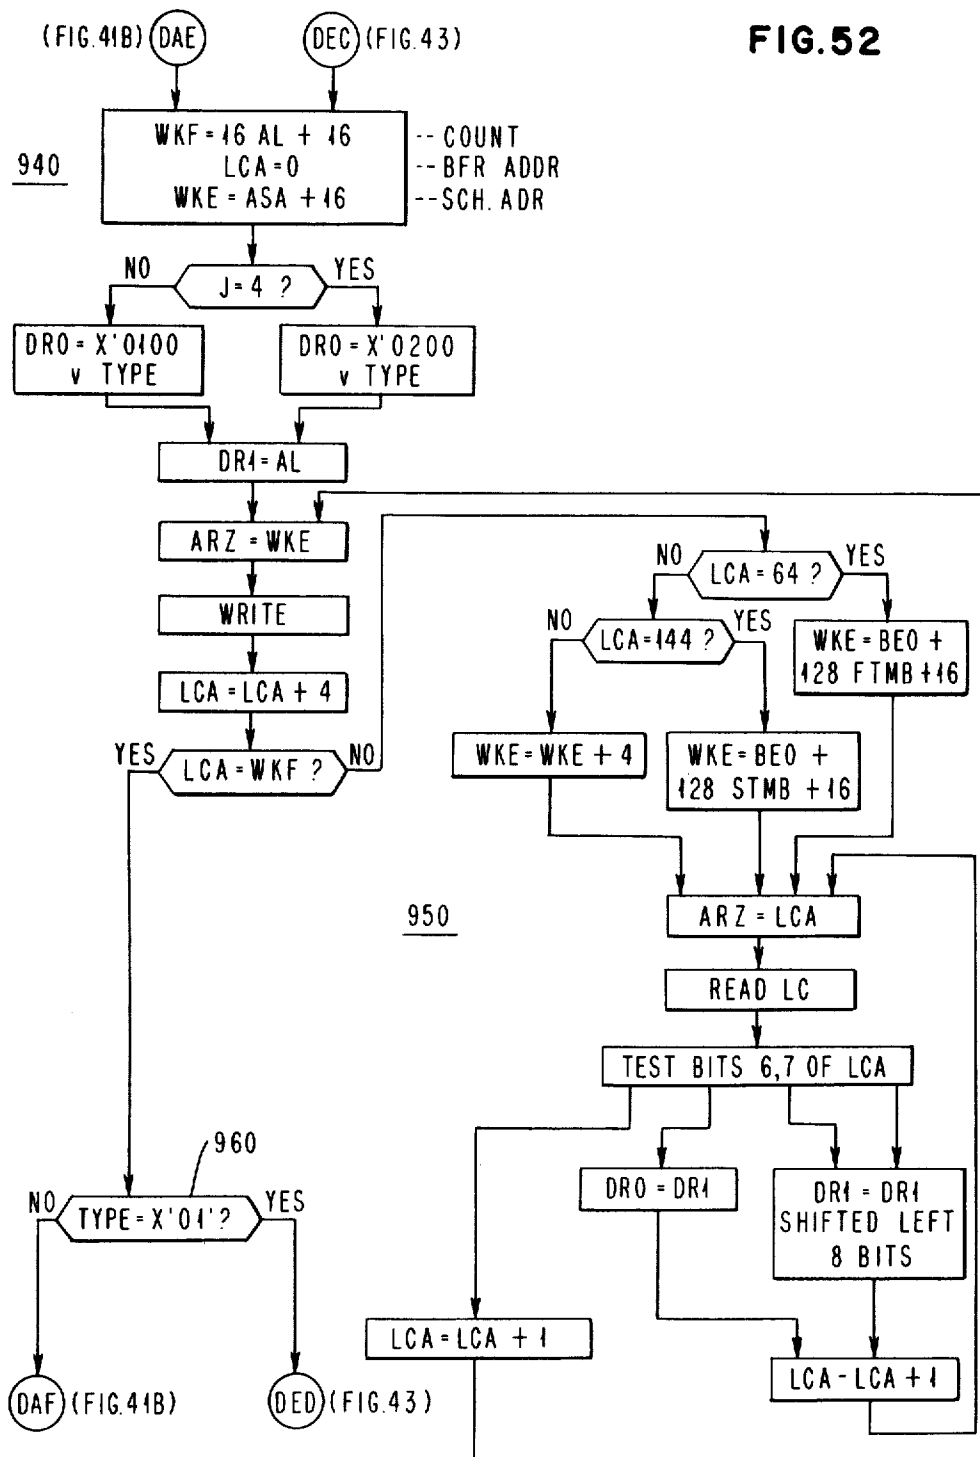 FIG.52
(FIG.41B) DAE
DEC (FIG.43)
WKF = 16 AL + 16 -- COUNT
LCA = 0 -- BFR ADDR
WKE = ASA + 16 -- SCH. ADR
940
J = 4 ?
NO
YES
DR0 = X'0100
v TYPE
DR0 = X'0200
v TYPE
DR1 = AL
ARZ = WKE
WRITE
LCA = LCA + 4
LCA = WKF ?
YES
NO
LCA = 64 ?
NO
YES
LCA = 144 ?
NO
YES
WKE = BEO +
128 FTMB + 16
WKE = WKE + 4
WKE = BEO +
128 STMB + 16
950
ARZ = LCA
READ LC
TEST BITS 6,7 OF LCA
DR0 = DR1
DR1 = DR1
SHIFTED LEFT
8 BITS
960
TYPE = X'01'?
NO
YES
LCA = LCA + 1
LCA - LCA + 1
DAF (FIG.41B)
DED (FIG.43)